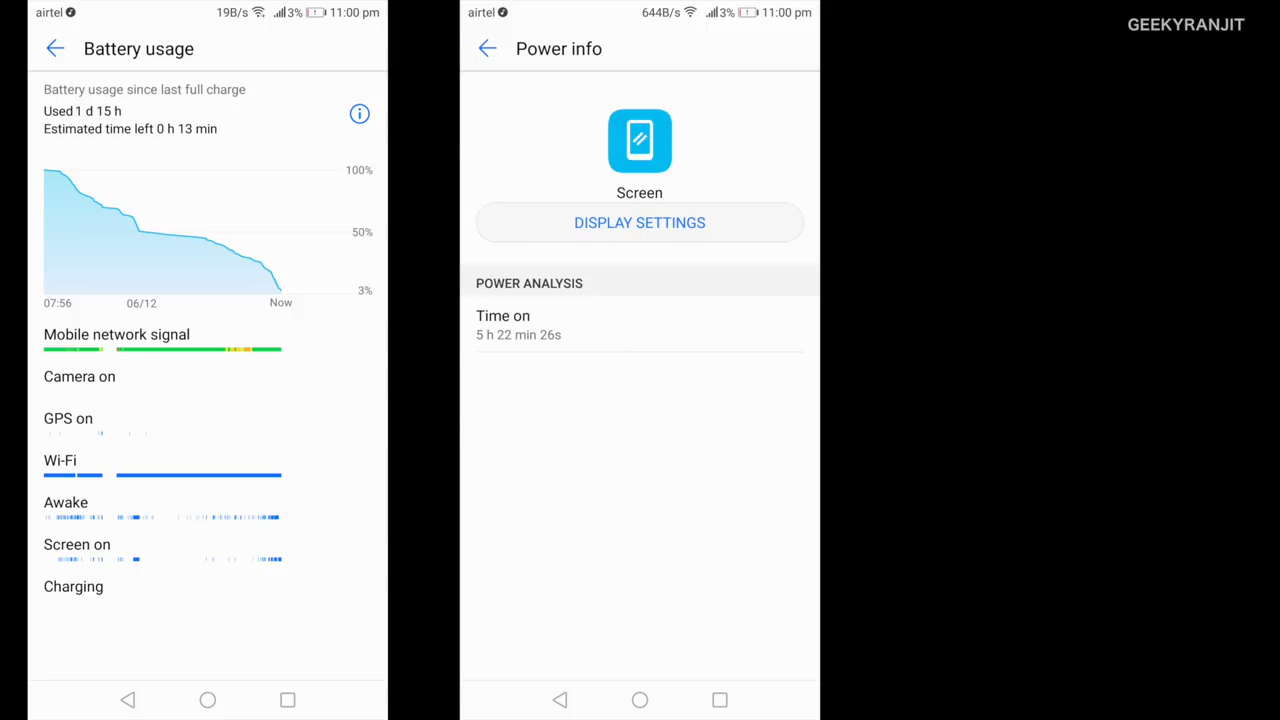 airtel 19B/s 3% 11:00 pm
Battery usage
Battery usage since last full charge
Used 1 d 15 h
Estimated time left 0 h 13 min
100%
50%
3%
07:56 06/12 Now
Mobile network signal
Camera on
GPS on
Wi-Fi
Awake
Screen on
Charging
airtel 644B/s 3% 11:00 pm
Power info
Screen
DISPLAY SETTINGS
POWER ANALYSIS
Time on
5 h 22 min 26s
GEEKYRANJIT